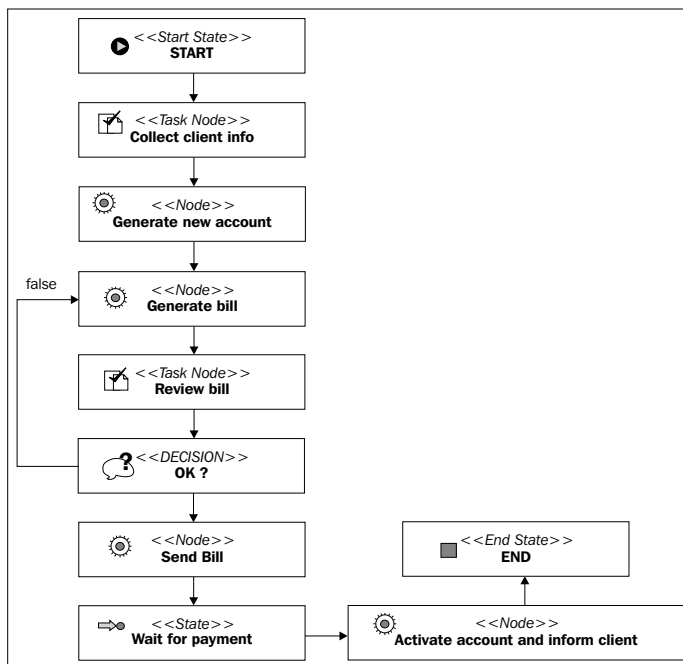 <<Start State>>
START
<<Task Node>>
Collect client info
<<Node>>
Generate new account
false
<<Node>>
Generate bill
<<Task Node>>
Review bill
<<DECISION>>
OK ?
<<Node>>
Send Bill
<<End State>>
END
<<State>>
Wait for payment
<<Node>>
Activate account and inform client